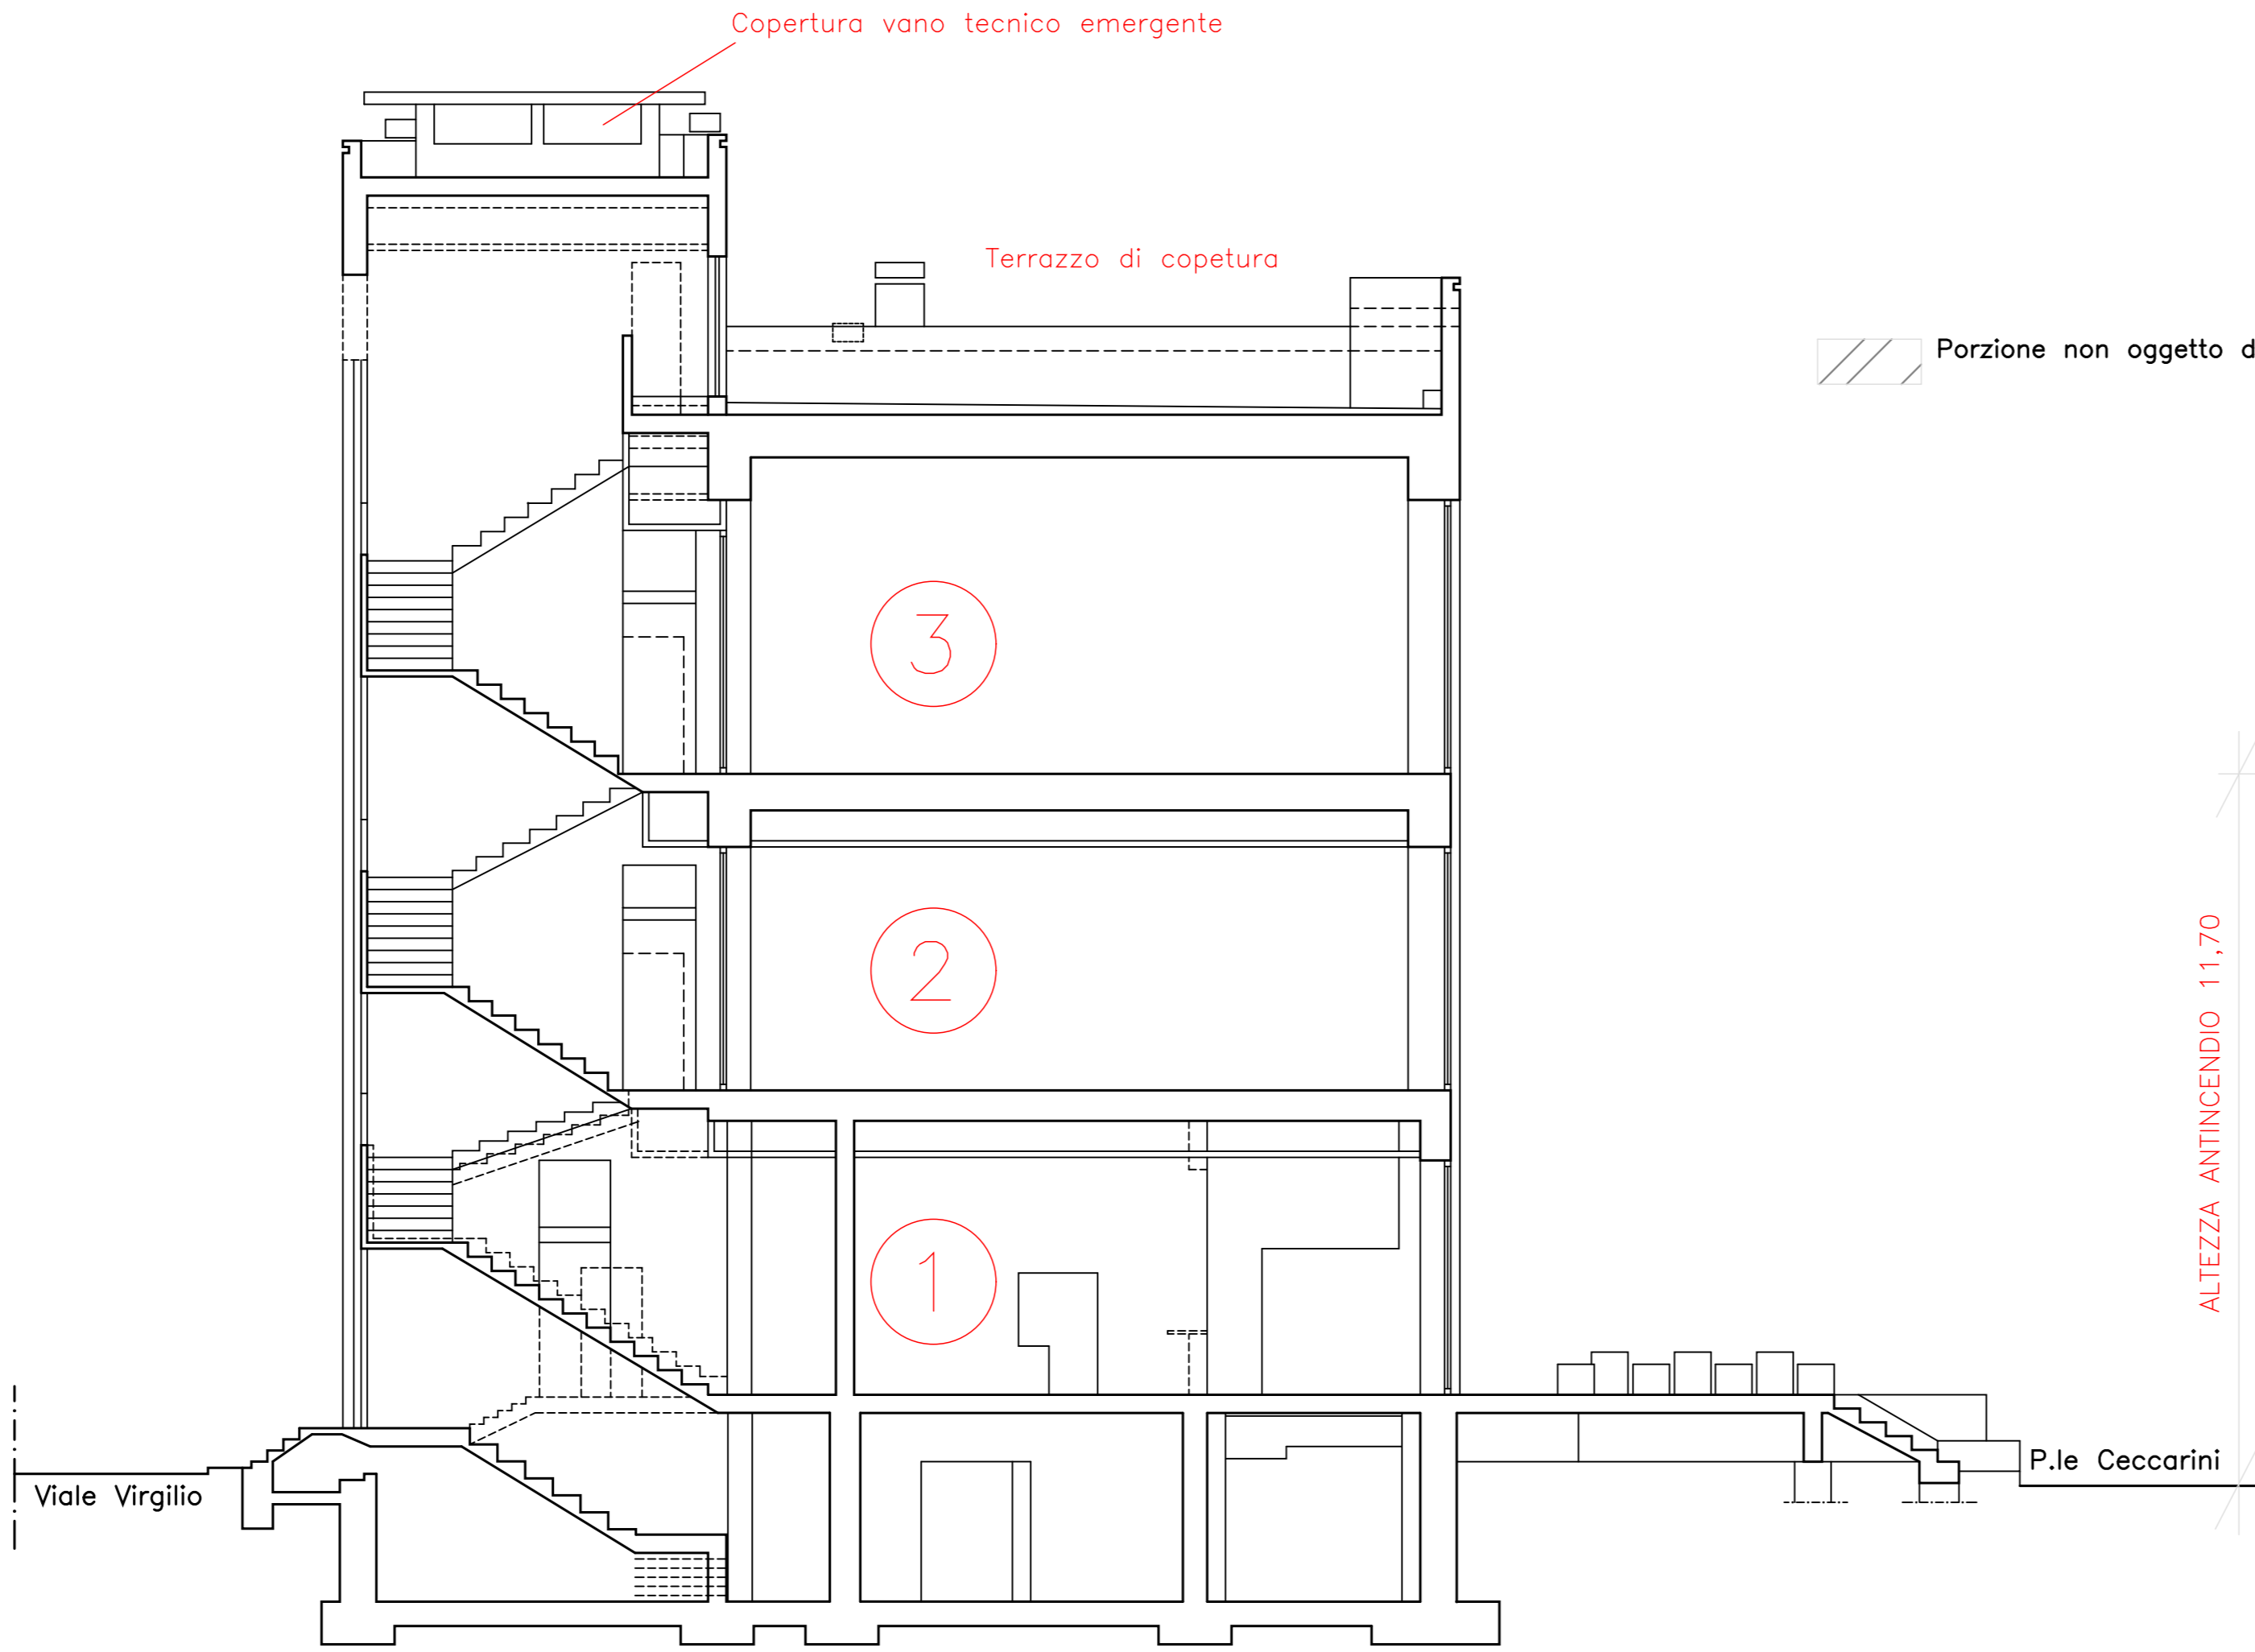 Copertura vano tecnico emergente
Terrazzo di copetura
Porzione non oggetto d
3
2
ALTEZZA ANTINCENDIO 11,70
1
P.le Ceccarini
Viale Virgilio